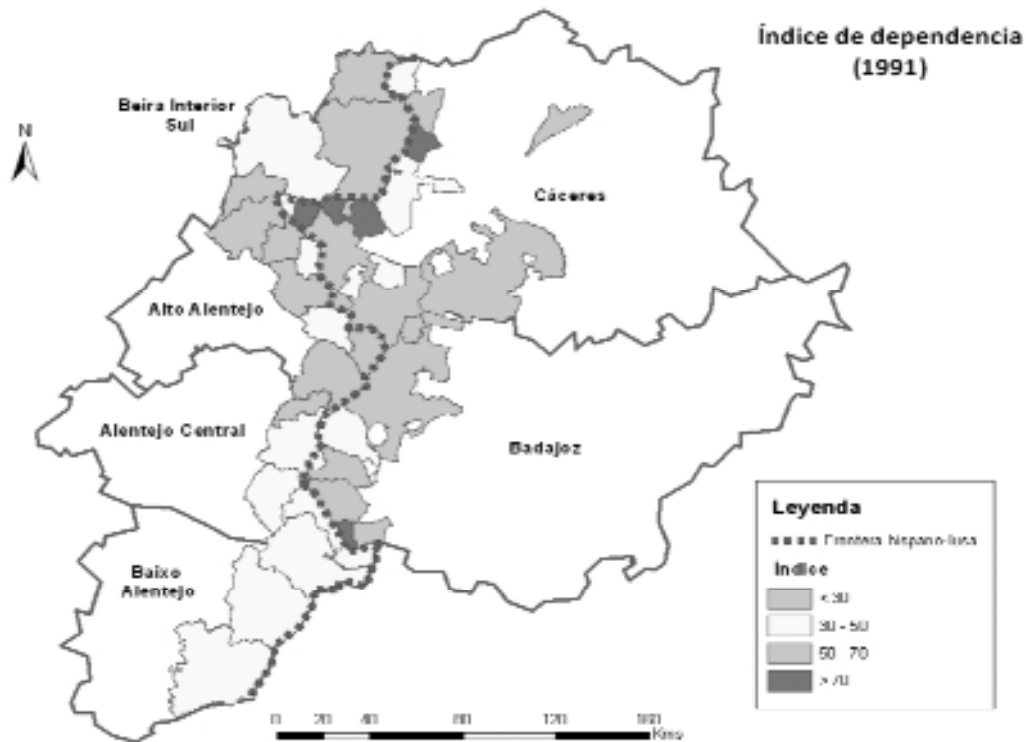 Índice de dependencia
(1991)
Beira Interior
Sul
N
Cáceres
Alto Alentejo
Alentejo Central
Badajoz
Baixo
Alentejo
Leyenda
Frontera hispano-lusa
Indice
< 30
30 - 50
50 - 70
> 70
0 20 40 80 120 160
Kms